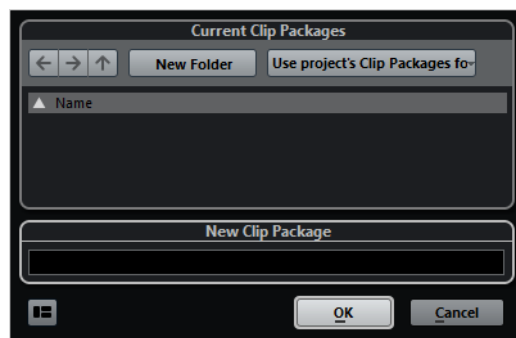 Current Clip Packages
New Folder
Use project's Clip Packages fo
Name
New Clip Package
OK
Cancel